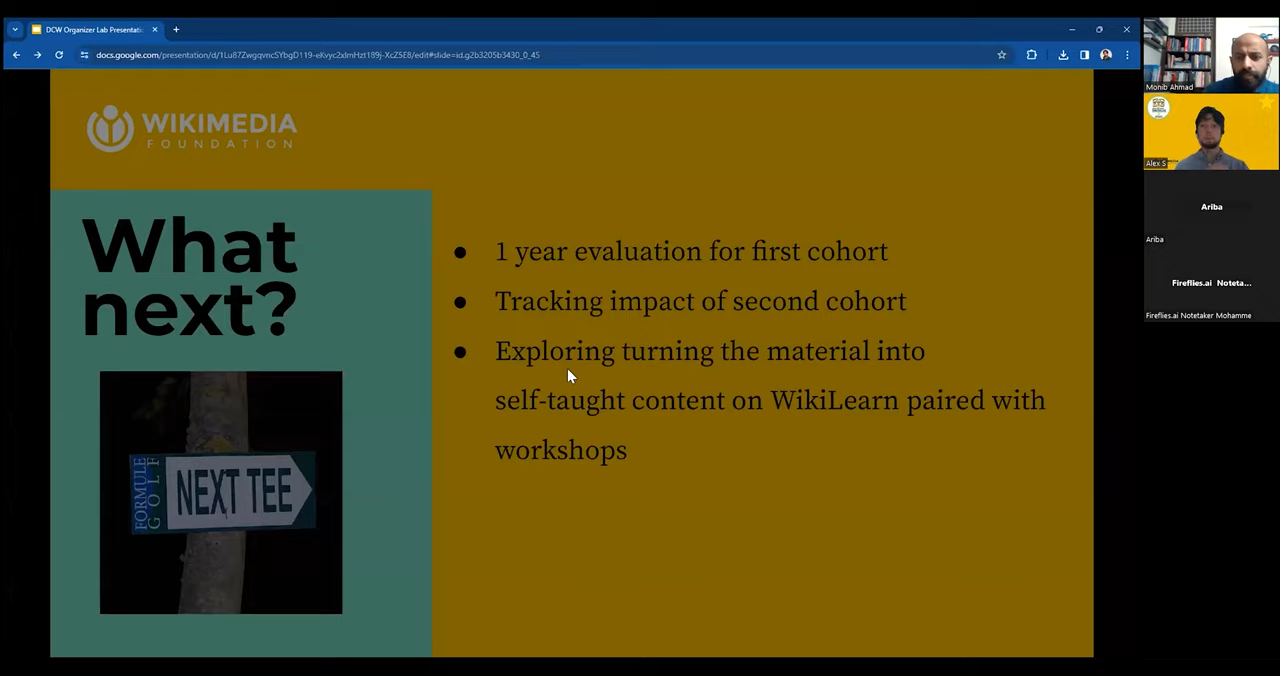 DCW Organizer Lab Presentati
docs.google.com/presentation/d/1Lu87ZwgqvncSYbgD119-eKvyc2xlmHzt189j-XcZ5E8/edit#slide=id.g2b3205b3430_0_45
WIKIMEDIA
FOUNDATION
What
next?
FORMULE
GOLF
NEXT TEE
● 1 year evaluation for first cohort
● Tracking impact of second cohort
● Exploring turning the material into
self-taught content on WikiLearn paired with
workshops
Monib Ahmad
Alex S
Ariba
Ariba
Fireflies.ai Noteta...
Fireflies.ai Notetaker Mohamme